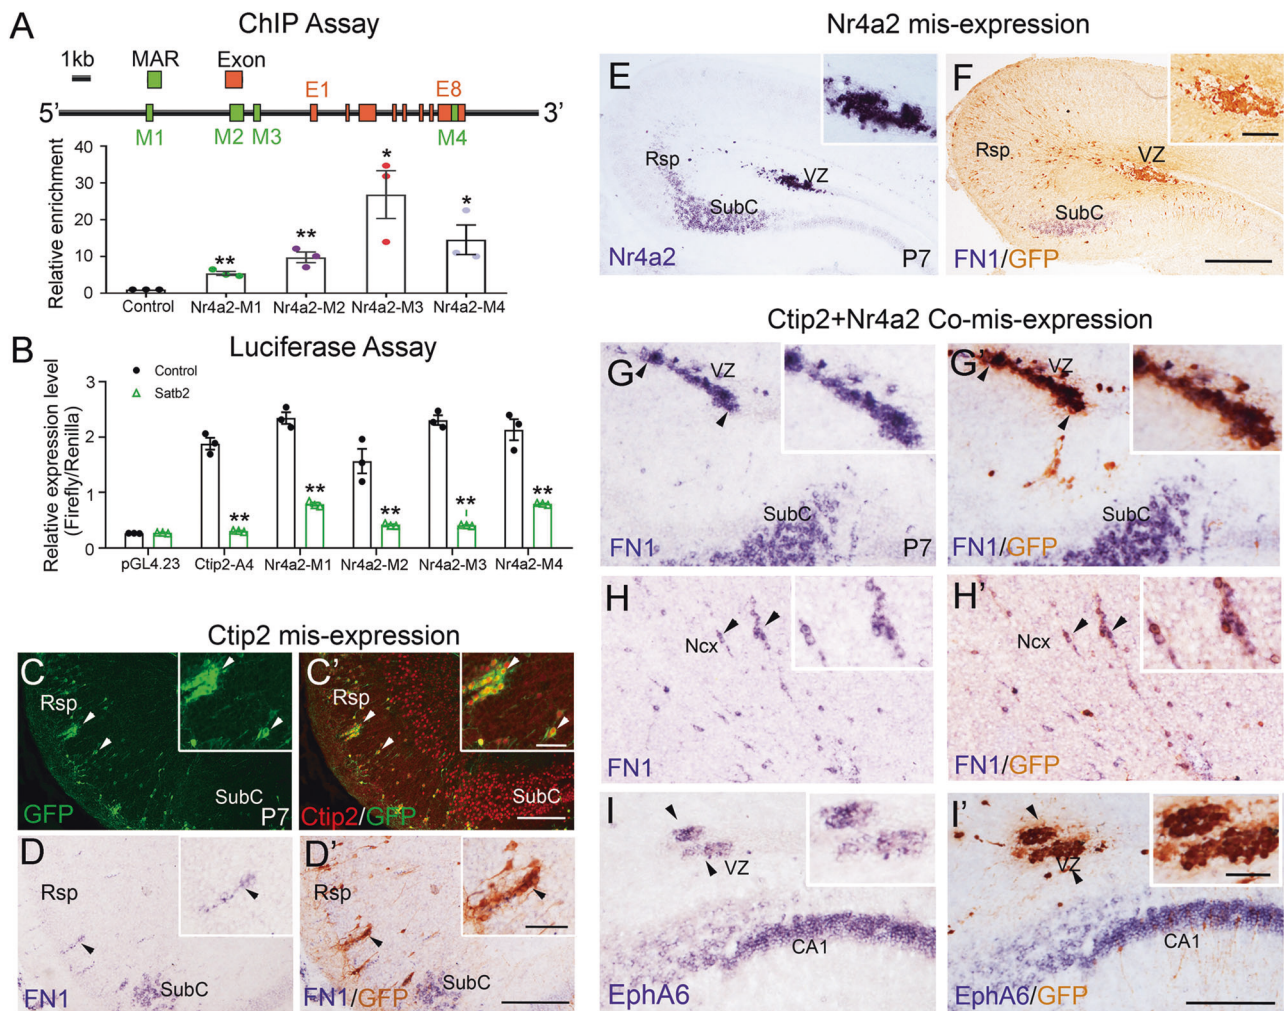 A
ChIP Assay
1kb
MAR
Exon
5’
E1
E8
3’
M1
M2
M3
M4
Relative enrichment
40
30
20
10
0
**
**
*
*
Control
Nr4a2-M1
Nr4a2-M2
Nr4a2-M3
Nr4a2-M4
B
Luciferase Assay
Relative expression level
(Firefly/Renilla)
3
2
1
0
Control
Satb2
**
**
**
**
**
pGL4.23
Ctip2-A4
Nr4a2-M1
Nr4a2-M2
Nr4a2-M3
Nr4a2-M4
Ctip2 mis-expression
C
Rsp
SubC
GFP
P7
C’
Rsp
SubC
Ctip2/GFP
D
Rsp
SubC
FN1
D’
Rsp
SubC
FN1/GFP
Nr4a2 mis-expression
E
Rsp
VZ
SubC
Nr4a2
P7
F
Rsp
VZ
SubC
FN1/GFP
Ctip2+Nr4a2 Co-mis-expression
G
VZ
SubC
FN1
P7
G’
VZ
SubC
FN1/GFP
H
Ncx
FN1
H’
Ncx
FN1/GFP
I
VZ
CA1
EphA6
I’
VZ
CA1
EphA6/GFP